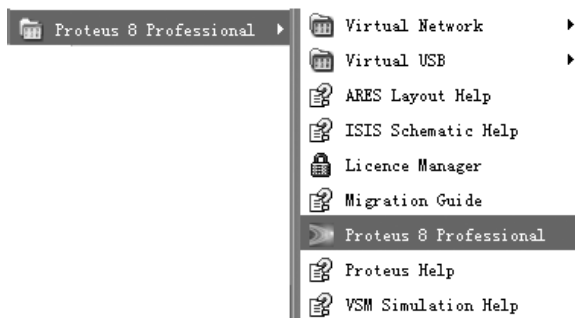 Proteus 8 Professional
Virtual Network
Virtual USB
ARES Layout Help
ISIS Schematic Help
Licence Manager
Migration Guide
Proteus 8 Professional
Proteus Help
VSM Simulation Help